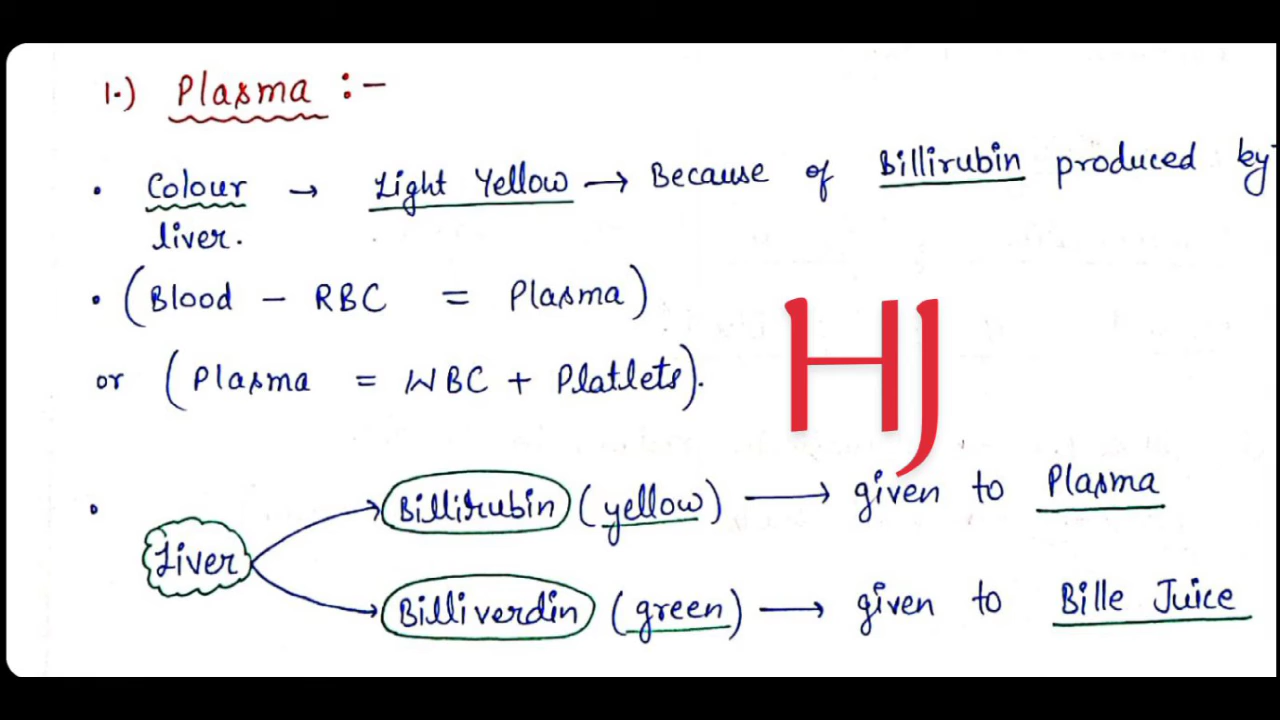 1.) Plasma :-
• Colour → Light Yellow → Because of Billirubin produced by
liver.
• (Blood - RBC = Plasma)
or (Plasma = WBC + Platlets).
HJ
• Liver → Billirubin (yellow) → given to Plasma
→ Billiverdin (green) → given to Bille Juice